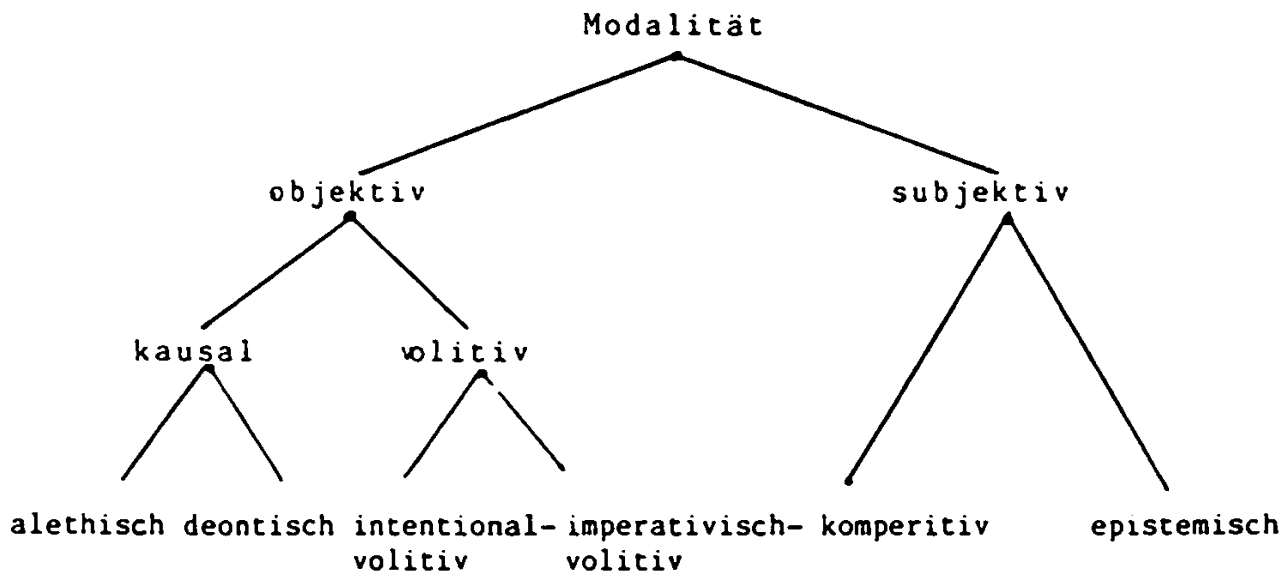 Modalität
objektiv subjektiv
kausal volitiv
alethisch deontisch intentional- imperativisch- komperitiv epistemisch
volitiv volitiv